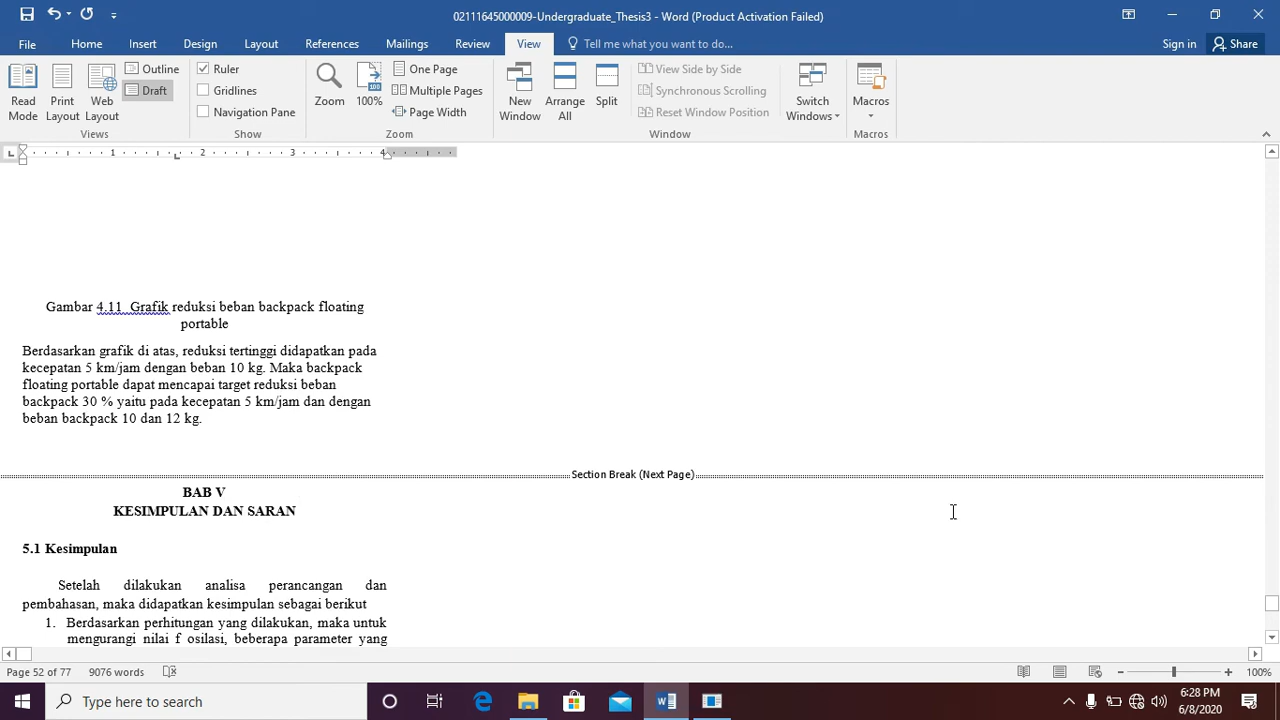 02111645000009-Undergraduate_Thesis3 - Word (Product Activation Failed)
File Home Insert Design Layout References Mailings Review View Tell me what you want to do... Sign in Share
Read Mode
Print Layout
Web Layout
Outline
Draft
Views
Ruler
Gridlines
Navigation Pane
Show
Zoom
100%
One Page
Multiple Pages
Page Width
Zoom
New Window
Arrange All
Split
View Side by Side
Synchronous Scrolling
Reset Window Position
Window
Switch Windows
Macros
Macros
1 2 3 4
Gambar 4.11 Grafik reduksi beban backpack floating
portable
Berdasarkan grafik di atas, reduksi tertinggi didapatkan pada
kecepatan 5 km/jam dengan beban 10 kg. Maka backpack
floating portable dapat mencapai target reduksi beban
backpack 30 % yaitu pada kecepatan 5 km/jam dan dengan
beban backpack 10 dan 12 kg.
Section Break (Next Page)
BAB V
KESIMPULAN DAN SARAN
5.1 Kesimpulan
Setelah dilakukan analisa perancangan dan
pembahasan, maka didapatkan kesimpulan sebagai berikut
1. Berdasarkan perhitungan yang dilakukan, maka untuk
mengurangi nilai f osilasi, beberapa parameter yang
Page 52 of 77 9076 words 100%
Type here to search
6:28 PM
6/8/2020